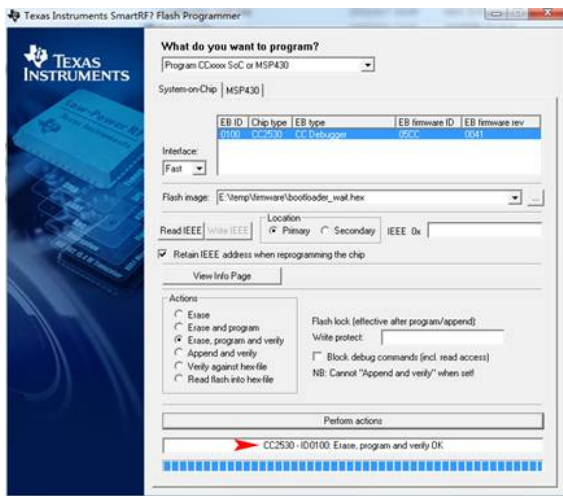 Texas Instruments SmartRF? Flash Programmer
TEXAS
INSTRUMENTS
Low-Power RF
Texas Instruments
What do you want to program?
Program CCxxxx SoC or MSP430
System-on-Chip MSP430
EB ID Chip type EB type EB firmware ID EB firmware rev
0100 CC2530 CC Debugger 05CC 0041
Interface:
Fast
Flash image: E:\temp\firmware\bootloader_wait.hex ...
Location
Read IEEE Write IEEE Primary Secondary IEEE 0x
Retain IEEE address when reprogramming the chip
View Info Page
Actions
Erase
Erase and program
Erase, program and verify
Append and verify
Verify against hex-file
Read flash into hex-file
Flash lock (effective after program/append):
Write protect:
Block debug commands (incl. read access)
NB: Cannot "Append and verify" when set!
Perform actions
CC2530 - ID0100: Erase, program and verify OK